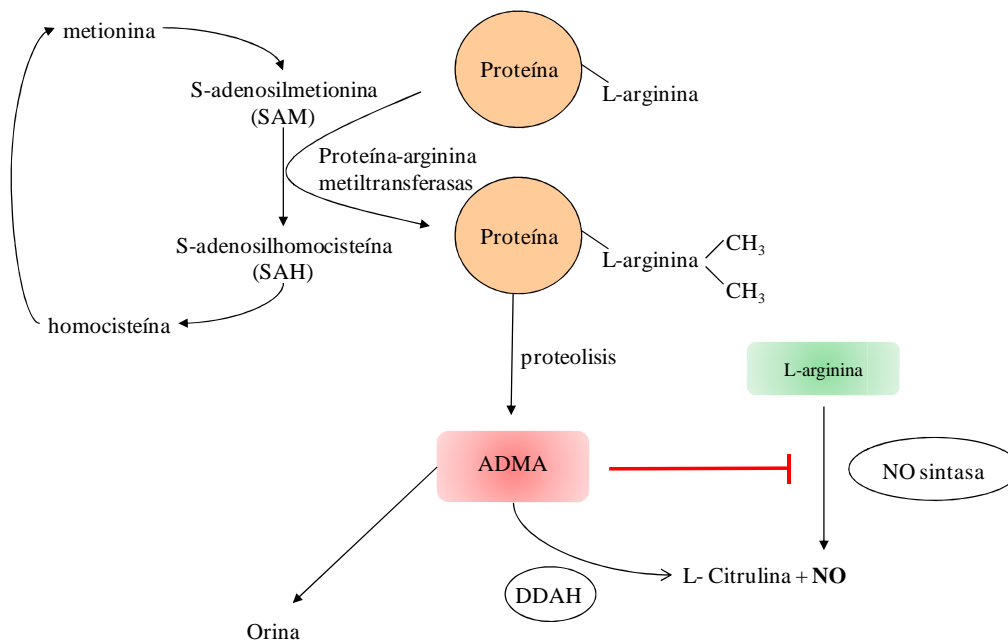 metionina
S-adenosilmetionina
(SAM)
Proteína
L-arginina
Proteína-arginina
metiltransferasas
S-adenosilhomocisteína
(SAH)
homocisteína
Proteína
L-arginina
CH3
CH3
proteolisis
L-arginina
ADMA
NO sintasa
DDAH
L- Citrulina + NO
Orina